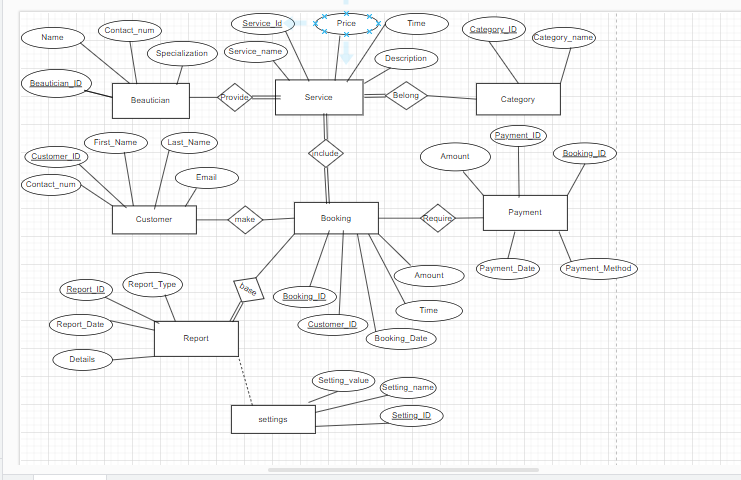 Service_Id
Price
Time
Name
Contact_num
Specialization
Service_name
Description
Category_ID
Category_name
Beautician_ID
Beautician
Provide
Service
Belong
Category
First_Name
Last_Name
Payment_ID
Customer_ID
include
Amount
Booking_ID
Contact_num
Email
Customer
make
Booking
Require
Payment
Report_ID
Report_Type
base
Booking_ID
Amount
Payment_Date
Payment_Method
Report_Date
Customer_ID
Time
Details
Report
Booking_Date
Setting_value
Setting_name
settings
Setting_ID